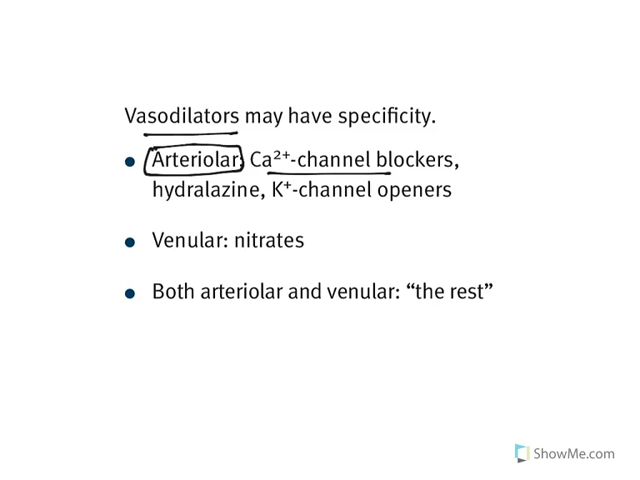 Vasodilators may have specificity.
• Arteriolar: Ca²⁺-channel blockers,
hydralazine, K⁺-channel openers
• Venular: nitrates
• Both arteriolar and venular: “the rest”
ShowMe.com